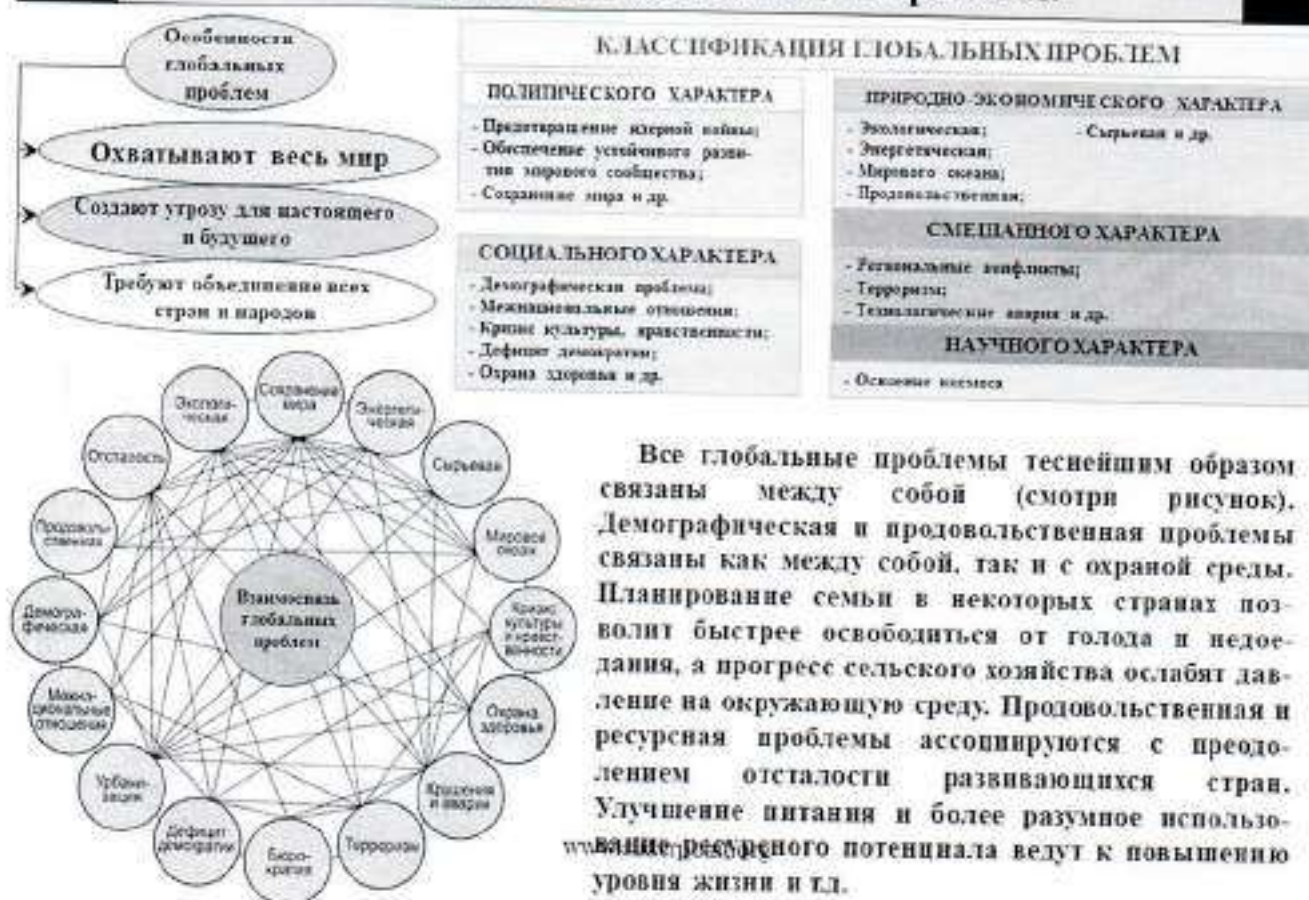 Особенности
глобальных
проблем
Охватывают весь мир
Создают угрозу для настоящего
и будущего
Требуют объединения всех
стран и народов
КЛАССИФИКАЦИЯ ГЛОБАЛЬНЫХ ПРОБЛЕМ
ПОЛИТИЧЕСКОГО ХАРАКТЕРА
- Предотвращение ядерной войны;
- Обеспечение устойчивого разви-
тия мирового сообщества;
- Сохранение мира и др.
СОЦИАЛЬНОГО ХАРАКТЕРА
- Демографическая проблема;
- Межнациональные отношения;
- Кризис культуры, нравственности;
- Дефицит демократии;
- Охрана здоровья и др.
ПРИРОДНО-ЭКОНОМИЧЕСКОГО ХАРАКТЕРА
- Экологическая;
- Энергетическая;
- Мирового океана;
- Продовольственная;
- Сырьевая и др.
СМЕШАННОГО ХАРАКТЕРА
- Региональные конфликты;
- Терроризм;
- Технологические аварии и др.
НАУЧНОГО ХАРАКТЕРА
- Освоение космоса
Сохранение
мира
Энергети-
ческая
Сырьевая
Мировой
океан
Кризис
культуры
и нравст-
венности
Охрана
здоровья
Крушения
и аварии
Терроризм
Бюро-
кратия
Дефицит
демократии
Урбани-
зация
Межна-
циональные
отношения
Демогра-
фическая
Продоволь-
ственная
Отсталость
Экологи-
ческая
Взаимосвязь
глобальных
проблем
Все глобальные проблемы теснейшим образом
связаны между собой (смотри рисунок).
Демографическая и продовольственная проблемы
связаны как между собой, так и с охраной среды.
Планирование семьи в некоторых странах поз-
волит быстрее освободиться от голода и недое-
дания, а прогресс сельского хозяйства ослабит дав-
ление на окружающую среду. Продовольственная и
ресурсная проблемы ассоциируются с преодо-
лением отсталости развивающихся стран.
Улучшение питания и более разумное использо-
вание ресурсного потенциала ведут к повышению
уровня жизни и т.д.